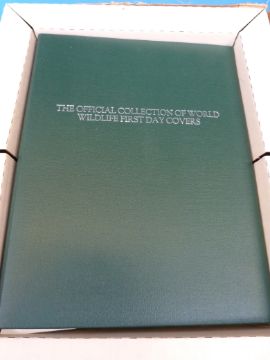 THE OFFICIAL COLLECTION OF WORLD
WILDLIFE FIRST DAY COVERS